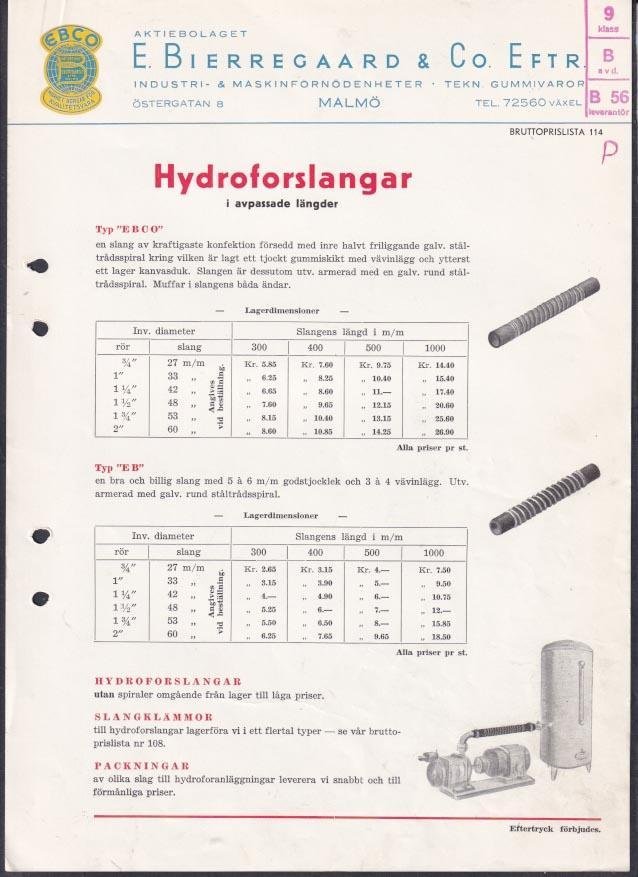 EBCO
AKTIEBOLAGET
E. BIERREGAARD & CO. EFTR.
INDUSTRI- & MASKINFÖRNÖDENHETER · TEKN. GUMMIVAROR
ÖSTERGATAN 8 MALMÖ TEL. 72560 VÄXEL
9
klass
B
avd.
B 56
leverantör
BRUTTOPRISLISTA 114
P
Hydroforslangar
i avpassade längder
Typ "EBCO"
en slang av kraftigaste konfektion försedd med inre halvt friliggande galv. stål-
trådsspiral kring vilken är lagt ett tjockt gummiskikt med vävinlägg och ytterst
ett lager kanvasduk. Slangen är dessutom utv. armerad med en galv. rund stål-
trådsspiral. Muffar i slangens båda ändar.
— Lagerdimensioner —
Inv. diameter Slangens längd i m/m
rör slang 300 400 500 1000
¾" 27 m/m Kr. 5.85 Kr. 7.60 Kr. 9.75 Kr. 14.40
1" 33 „ „ 6.25 „ 8.25 „ 10.40 „ 15.40
1 ¼" 42 „ „ 6.65 „ 8.60 „ 11.— „ 17.40
1 ½" 48 „ „ 7.60 „ 9.65 „ 12.15 „ 20.60
1 ¾" 53 „ „ 8.15 „ 10.40 „ 13.15 „ 25.60
2" 60 „ „ 8.60 „ 10.85 „ 14.25 „ 26.90
Angives
vid beställning.
Alla priser pr st.
Typ "EB"
en bra och billig slang med 5 à 6 m/m godstjocklek och 3 à 4 vävinlägg. Utv.
armerad med galv. rund ståltrådsspiral.
— Lagerdimensioner —
Inv. diameter Slangens längd i m/m
rör slang 300 400 500 1000
¾" 27 m/m Kr. 2.65 Kr. 3.15 Kr. 4.— Kr. 7.50
1" 33 „ „ 3.15 „ 3.90 „ 5.— „ 9.50
1 ¼" 42 „ „ 4.— „ 4.90 „ 6.— „ 10.75
1 ½" 48 „ „ 5.25 „ 6.— „ 7.— „ 12.—
1 ¾" 53 „ „ 5.50 „ 6.50 „ 8.— „ 15.85
2" 60 „ „ 6.25 „ 7.65 „ 9.65 „ 18.50
Angives
vid beställning.
Alla priser pr st.
HYDROFORSLANGAR
utan spiraler omgående från lager till låga priser.
SLANGKLÄMMOR
till hydroforslangar lagerföra vi i ett flertal typer — se vår brutto-
prislista nr 108.
PACKNINGAR
av olika slag till hydroforanläggningar leverera vi snabbt och till
förmånliga priser.
Eftertryck förbjudes.